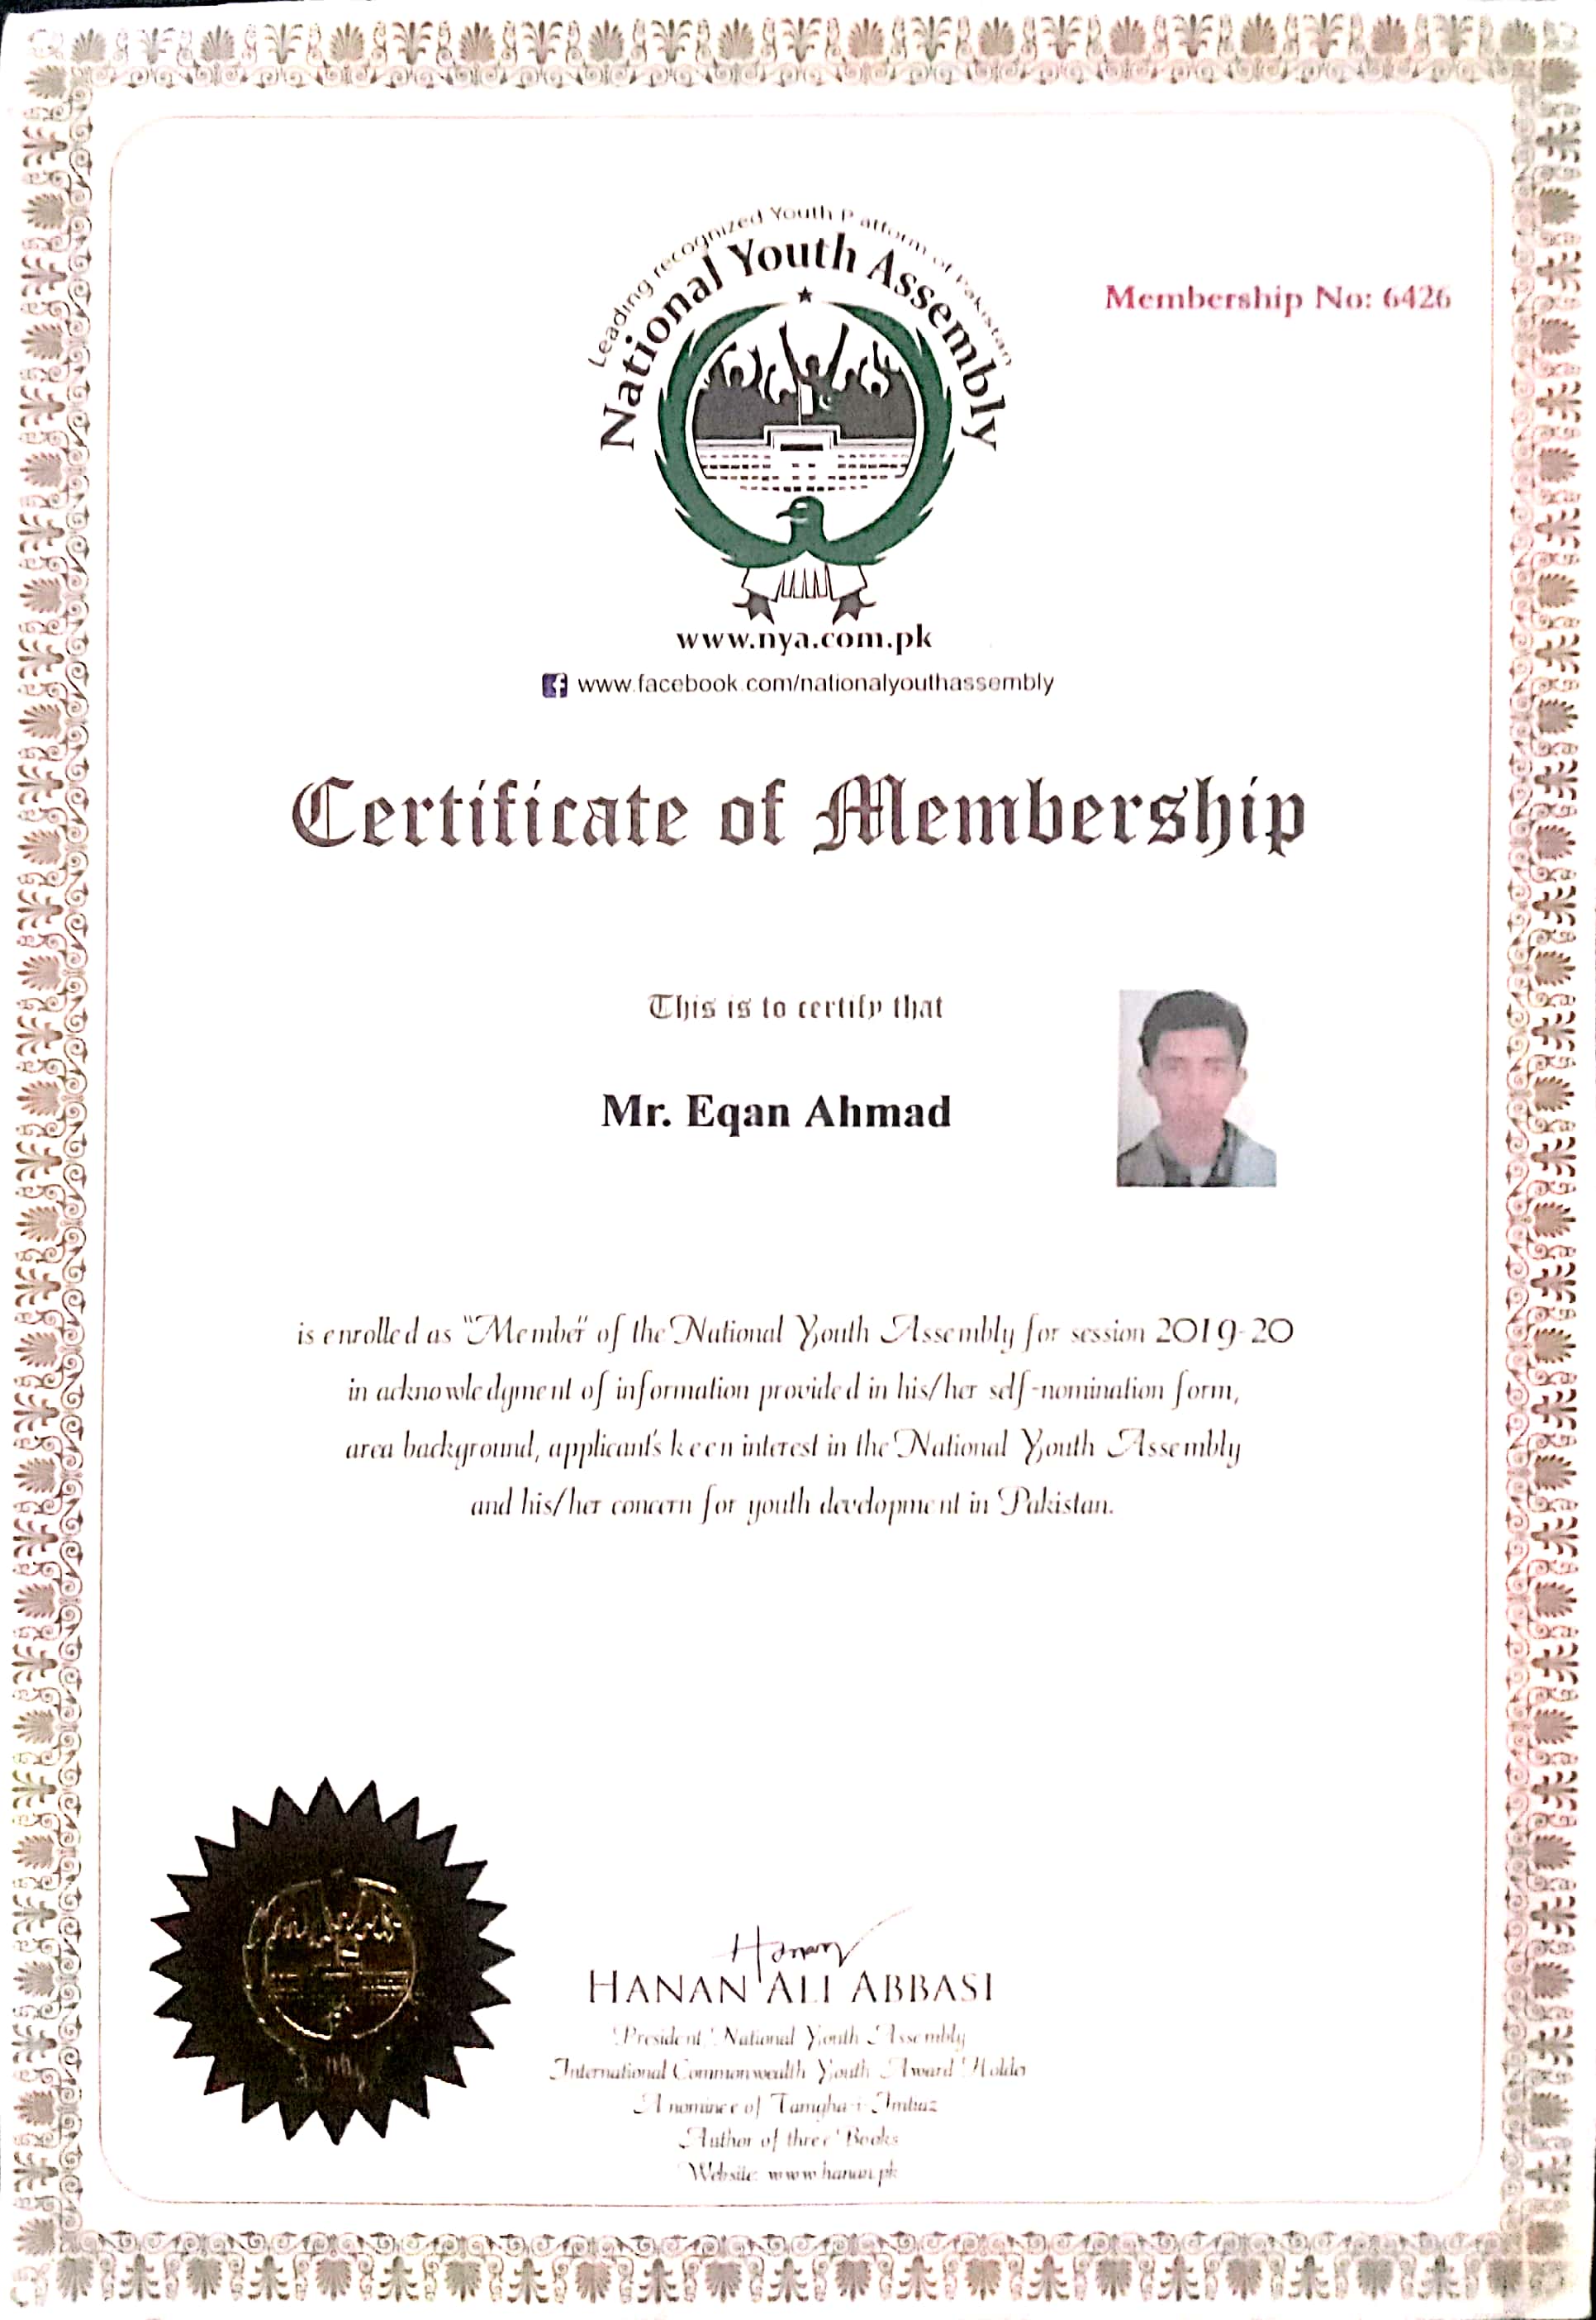 Leading recognized Youth Platform of Pakistan
National Youth Assembly
Membership No: 6426
www.nya.com.pk
www.facebook.com/nationalyouthassembly
Certificate of Membership
This is to certify that
Mr. Eqan Ahmad
is enrolled as "Member" of the National Youth Assembly for session 2019-20
in acknowledgment of information provided in his/her self-nomination form,
area background, applicant's keen interest in the National Youth Assembly
and his/her concern for youth development in Pakistan.
Hanan
HANAN ALI ABBASI
President National Youth Assembly
International Commonwealth Youth Award Holder
A nominee of Tamgha-i-Imtiaz
Author of three Books
Website: www.hanan.pk